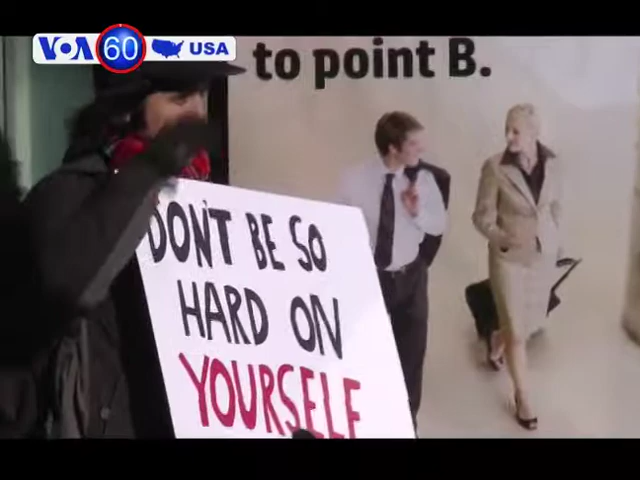 VOA 60 USA
to point B.
DON'T BE SO
HARD ON
YOURSELF